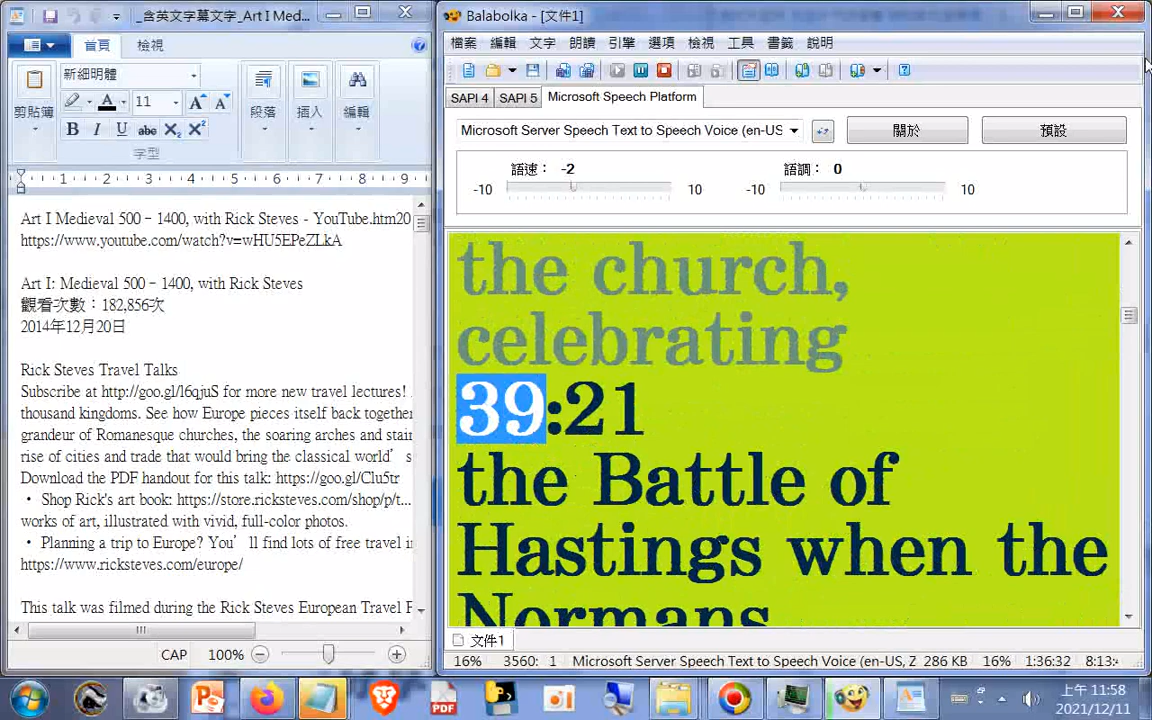 _含英文字幕文字_Art I Med...
首頁
檢視
新細明體
11
剪貼簿
段落
插入
編輯
B I U abc X₂ X²
字型
1 2 3 4 5 6 7 8 9
Art I Medieval 500–1400, with Rick Steves - YouTube.htm20
https://www.youtube.com/watch?v=wHU5EPeZLkA
Art I: Medieval 500–1400, with Rick Steves
觀看次數：182,856次
2014年12月20日
Rick Steves Travel Talks
Subscribe at http://goo.gl/l6qjuS for more new travel lectures!
thousand kingdoms. See how Europe pieces itself back together
grandeur of Romanesque churches, the soaring arches and stai
rise of cities and trade that would bring the classical world's
Download the PDF handout for this talk: https://goo.gl/Clu5tr
• Shop Rick's art book: https://store.ricksteves.com/shop/p/t...
works of art, illustrated with vivid, full-color photos.
• Planning a trip to Europe? You'll find lots of free travel i
https://www.ricksteves.com/europe/
This talk was filmed during the Rick Steves European Travel F
CAP 100%
Balabolka - [文件1]
檔案 編輯 文字 朗讀 引擎 選項 檢視 工具 書籤 說明
SAPI 4 SAPI 5 Microsoft Speech Platform
Microsoft Server Speech Text to Speech Voice (en-US
關於
預設
語速： -2
語調： 0
-10 10 -10 10
the church,
celebrating
39:21
the Battle of
Hastings when the
Normans
文件1
16% 3560: 1 Microsoft Server Speech Text to Speech Voice (en-US, Z 286 KB 16% 1:36:32 8:13
PDF
上午 11:58
2021/12/11